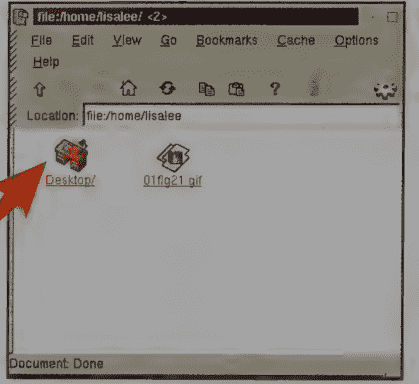 file:/home/lisalee/ <2>
File Edit View Go Bookmarks Cache Options
Help
Location: file:/home/lisalee
Desktop/ 01fig21.gif
Document: Done